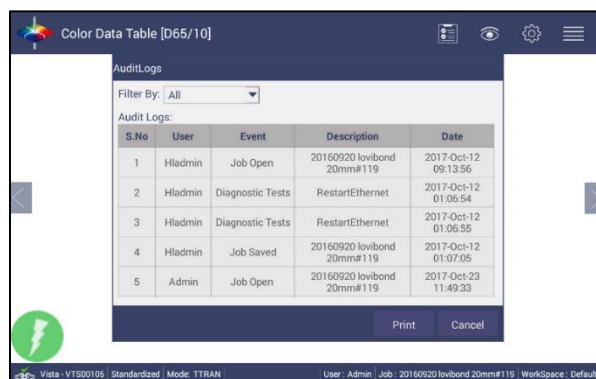 Color Data Table [D65/10]
AuditLogs
Filter By: All
Audit Logs:
S.No User Event Description Date
1 Hladmin Job Open 20160920 lovibond 20mm#119 2017-Oct-12 09:13:56
2 Hladmin Diagnostic Tests RestartEthernet 2017-Oct-12 01:06:54
3 Hladmin Diagnostic Tests RestartEthernet 2017-Oct-12 01:06:55
4 Hladmin Job Saved 20160920 lovibond 20mm#119 2017-Oct-12 01:07:05
5 Admin Job Open 20160920 lovibond 20mm#119 2017-Oct-23 11:49:33
Print Cancel
Vista - VTS00105 Standardized Mode: TTRAN User : Admin Job : 20160920 lovibond 20mm#119 WorkSpace : Default